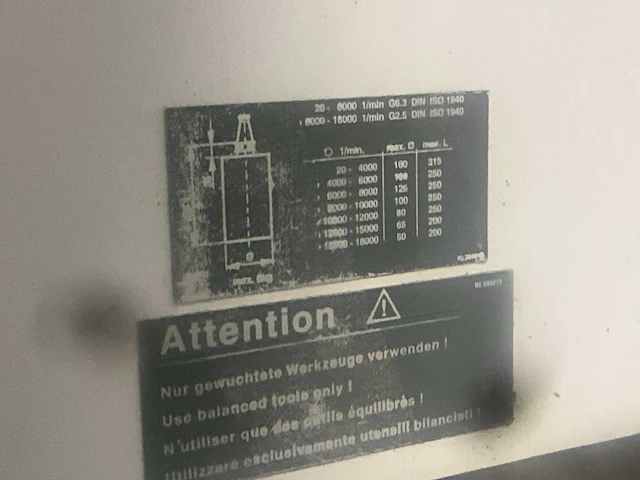 20 - 6000 1/min G6.3 DIN ISO 1940
› 6000 - 18000 1/min G2.5 DIN ISO 1940
1/min. max. Ø max. L
20 - 4000 160 315
› 4000 - 6000 160 250
› 6000 - 8000 125 250
› 8000 - 10000 100 250
› 10000 - 12000 80 250
› 12000 - 15000 65 200
› 15000 - 18000 50 200
max.
Attention
Nur gewuchtete Werkzeuge verwenden !
Use balanced tools only !
N'utiliser que des outils équilibrés !
Utilizzare esclusivamente utensili bilanciati !